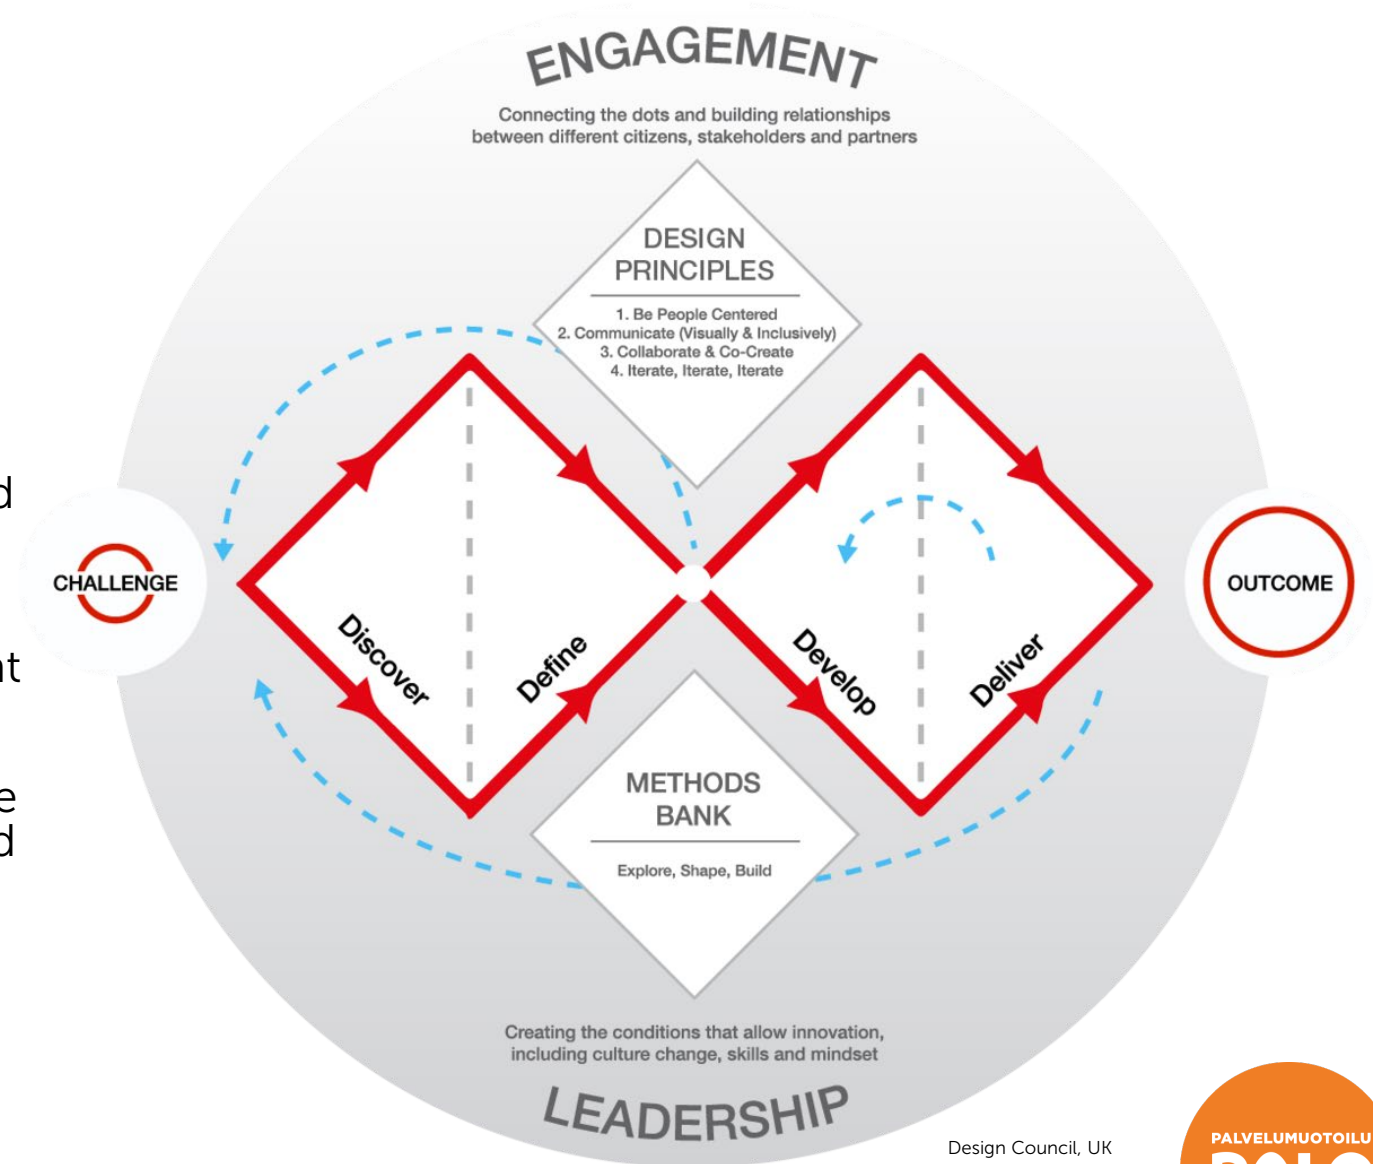 ENGAGEMENT
Connecting the dots and building relationships
between different citizens, stakeholders and partners
DESIGN
PRINCIPLES
1. Be People Centered
2. Communicate (Visually & Inclusively)
3. Collaborate & Co-Create
4. Iterate, Iterate, Iterate
CHALLENGE
Discover
Define
Develop
Deliver
OUTCOME
METHODS
BANK
Explore, Shape, Build
Creating the conditions that allow innovation,
including culture change, skills and mindset
LEADERSHIP
Design Council, UK
PALVELUMUOTOILU